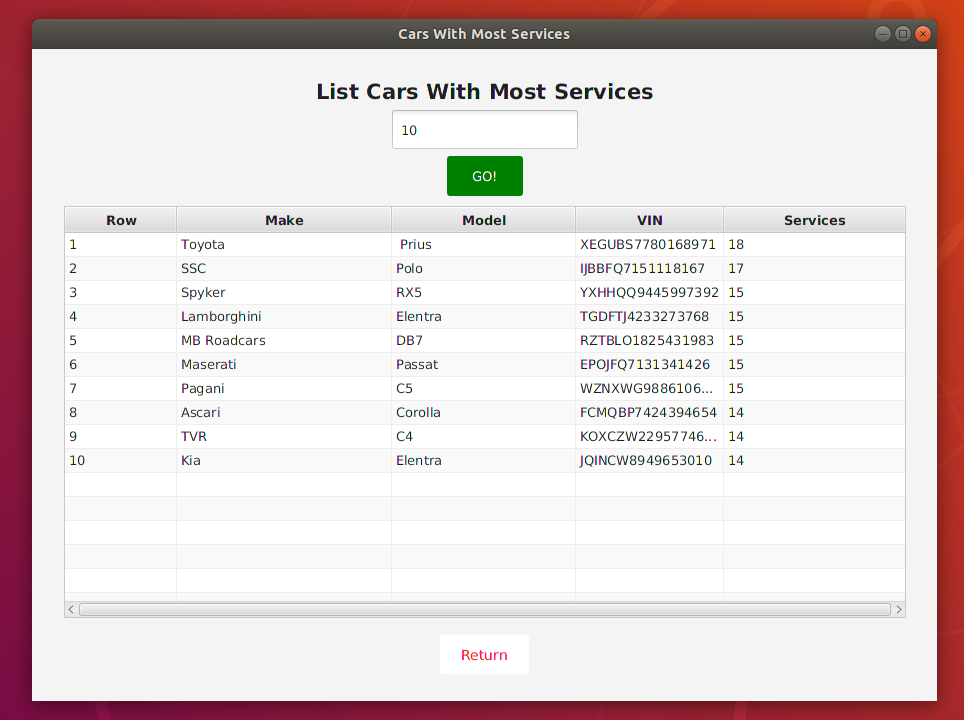 Cars With Most Services
List Cars With Most Services
10
GO!
Row Make Model VIN Services
1 Toyota Prius XEGUBS7780168971 18
2 SSC Polo IJBBFQ7151118167 17
3 Spyker RX5 YXHHQQ9445997392 15
4 Lamborghini Elentra TGDFTJ4233273768 15
5 MB Roadcars DB7 RZTBLO1825431983 15
6 Maserati Passat EPOJFQ7131341426 15
7 Pagani C5 WZNXWG9886106... 15
8 Ascari Corolla FCMQBP7424394654 14
9 TVR C4 KOXCZW22957746... 14
10 Kia Elentra JQINCW8949653010 14
Return